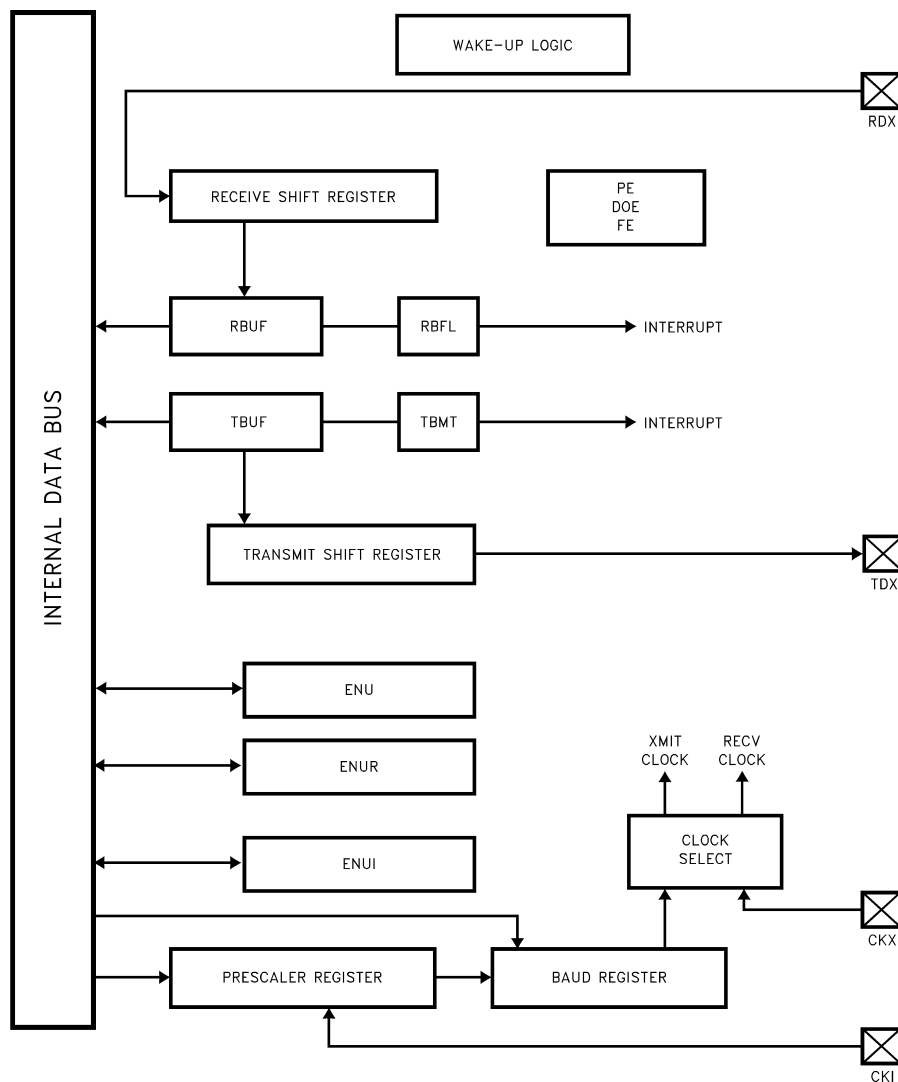 WAKE-UP LOGIC
RDX
RECEIVE SHIFT REGISTER
PE
DOE
FE
RBUF
RBFL
INTERRUPT
TBUF
TBMT
INTERRUPT
INTERNAL DATA BUS
TRANSMIT SHIFT REGISTER
TDX
ENU
ENUR
XMIT
CLOCK
RECV
CLOCK
ENUI
CLOCK
SELECT
CKX
PRESCALER REGISTER
BAUD REGISTER
CKI